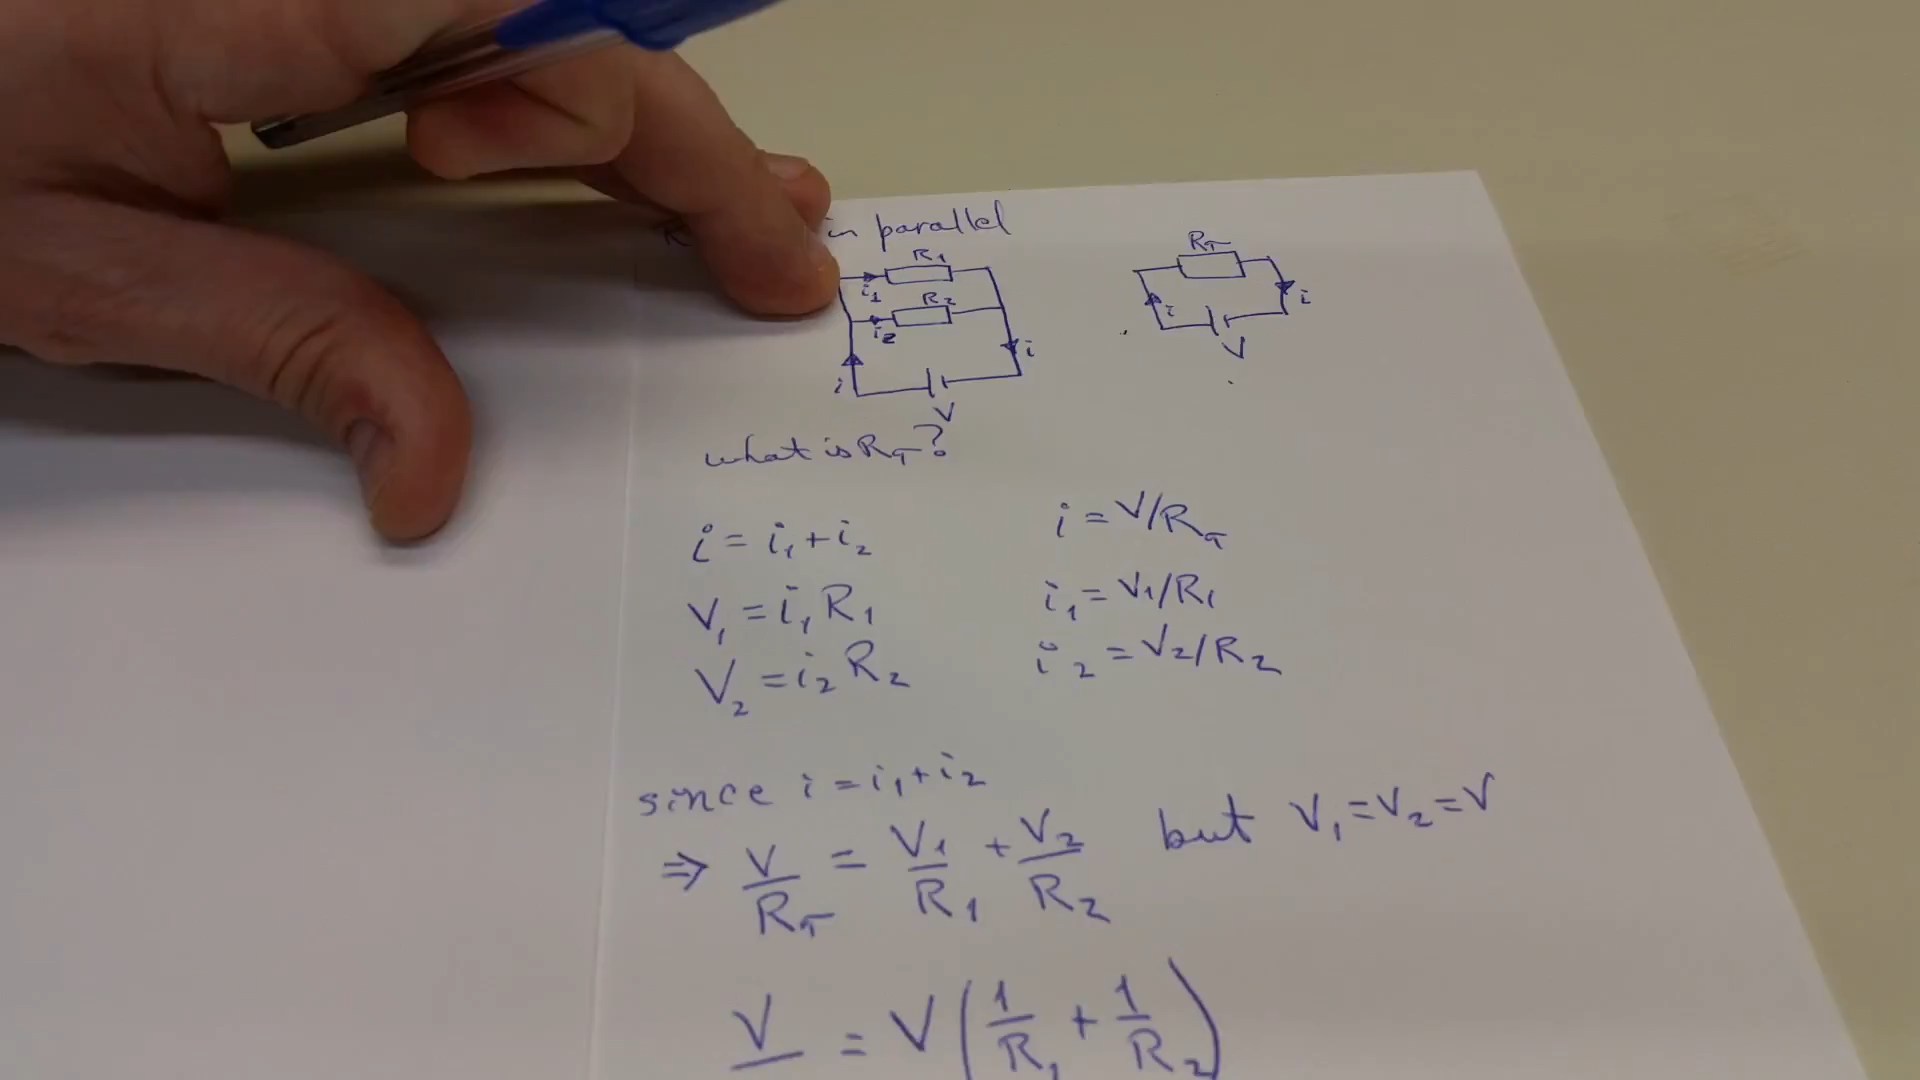 in parallel
R1
i1
R2
i2
i
i
V
RT
i
i
V
what is RT?
i = i1 + i2
i = V/RT
V1 = i1 R1
i1 = V1/R1
V2 = i2 R2
i2 = V2/R2
since i = i1 + i2
⇒ V/RT = V1/R1 + V2/R2 but V1 = V2 = V
V = V(1/R1 + 1/R2)